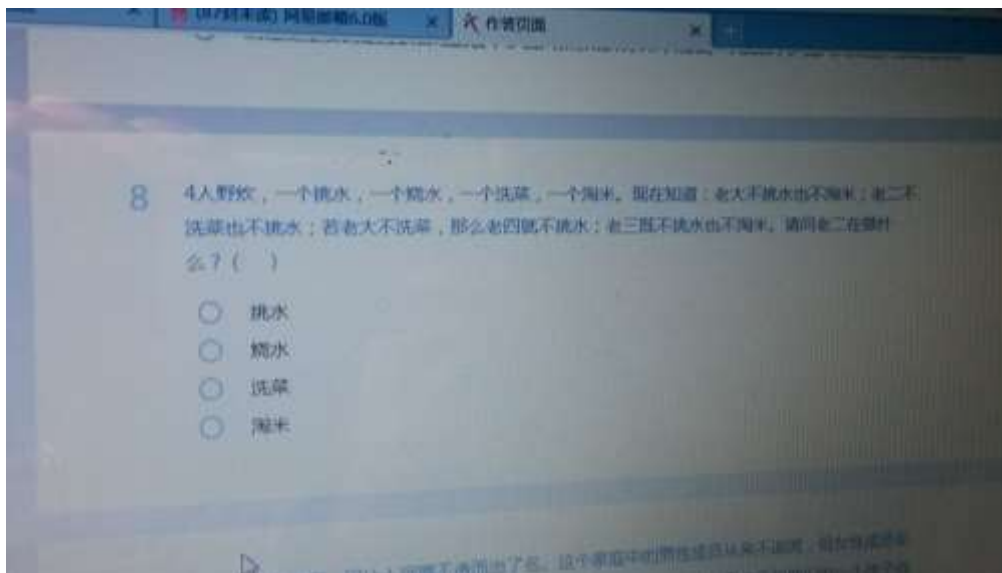 作答页面
8
4人野炊，一个挑水，一个烧水，一个洗菜，一个淘米。现在知道：老大不挑水也不淘米；老二不
洗菜也不挑水；若老大不洗菜，那么老四就不挑水；老三既不挑水也不淘米。请问老二在做什
么？( )
挑水
烧水
洗菜
淘米